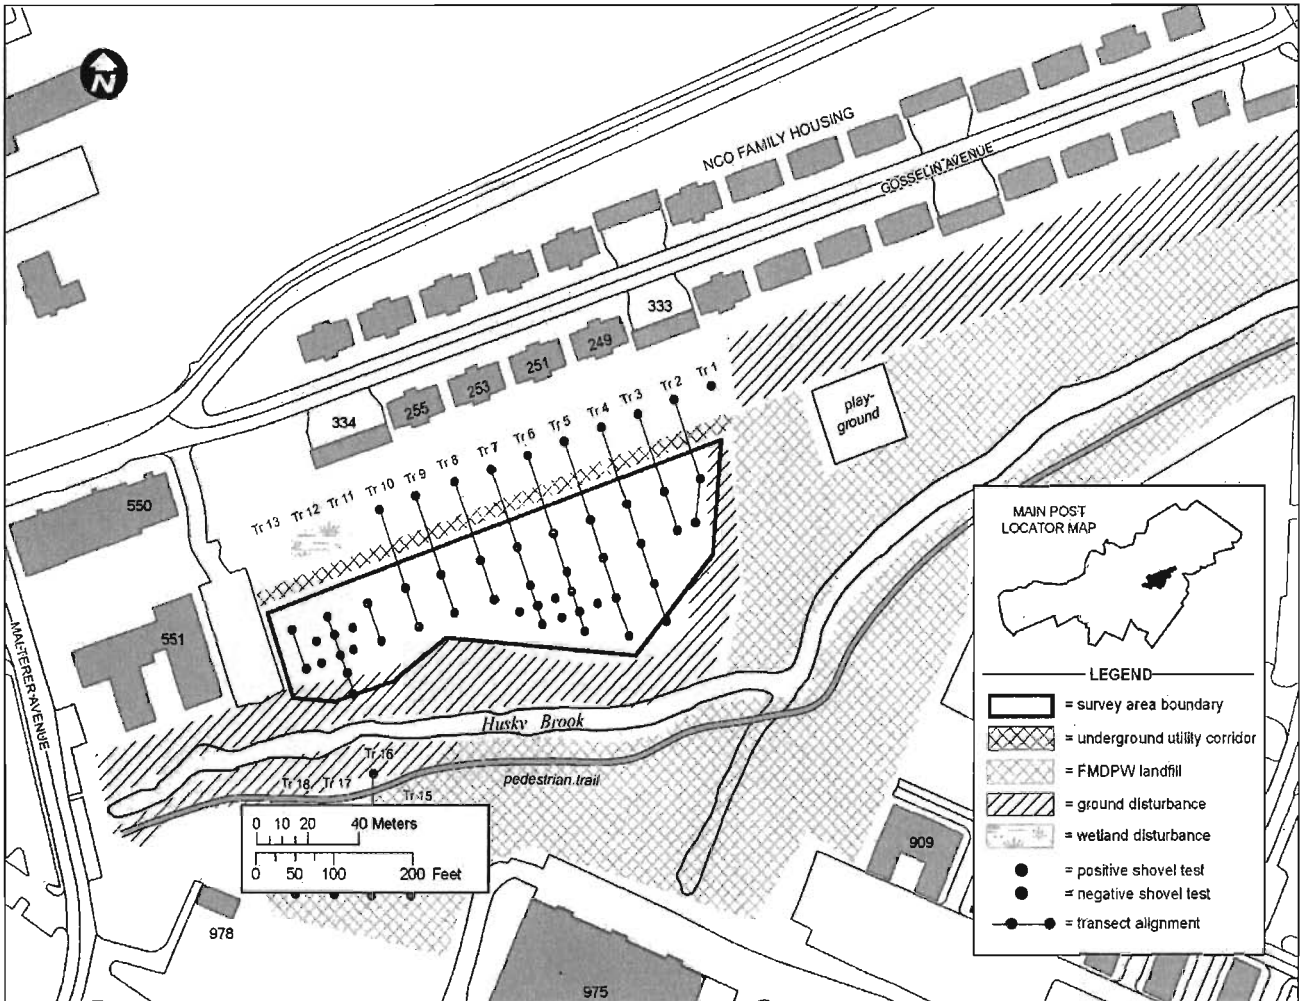 N
NCO FAMILY HOUSING
GOSSELIN AVENUE
333
249
251
253
255
334
Tr 1
Tr 2
Tr 3
Tr 4
Tr 5
Tr 6
Tr 7
Tr 8
Tr 9
Tr 10
Tr 11
Tr 12
Tr 13
play-
ground
550
551
MALTERER AVENUE
Husky Brook
pedestrian trail
Tr 16
Tr 18
Tr 17
Tr 15
0 10 20 40 Meters
0 50 100 200 Feet
978
975
909
MAIN POST
LOCATOR MAP
LEGEND
= survey area boundary
= underground utility corridor
= FMDPW landfill
= ground disturbance
= wetland disturbance
= positive shovel test
= negative shovel test
= transect alignment